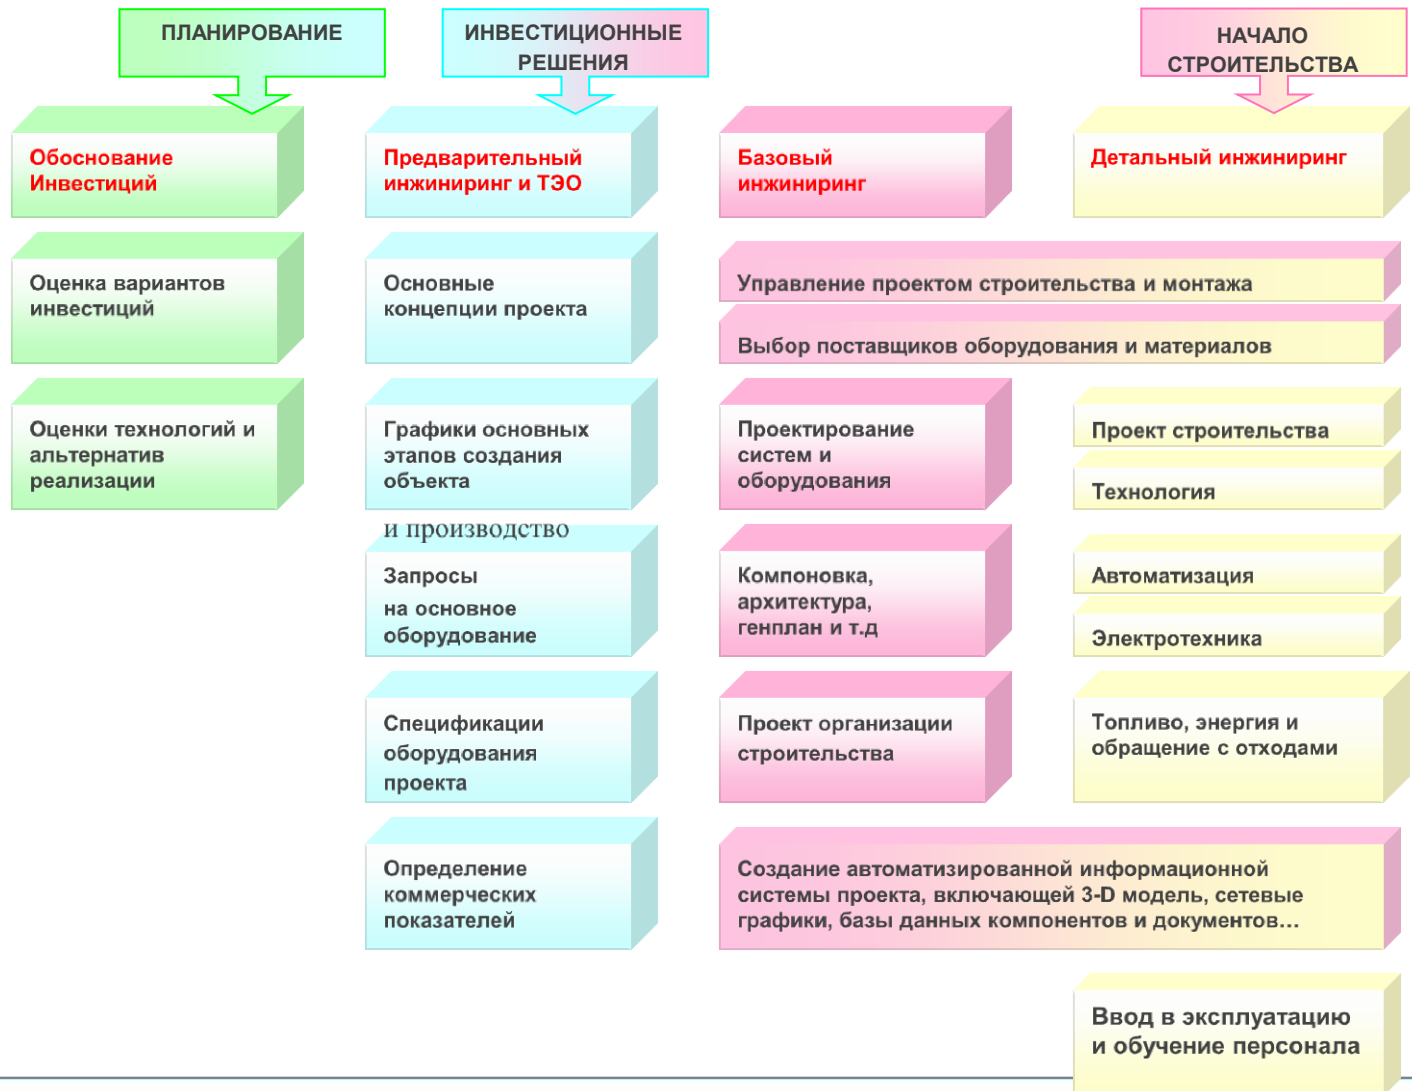 ПЛАНИРОВАНИЕ
ИНВЕСТИЦИОННЫЕ
РЕШЕНИЯ
НАЧАЛО
СТРОИТЕЛЬСТВА
Обоснование
Инвестиций
Предварительный
инжиниринг и ТЭО
Базовый
инжиниринг
Детальный инжиниринг
Оценка вариантов
инвестиций
Основные
концепции проекта
Управление проектом строительства и монтажа
Выбор поставщиков оборудования и материалов
Оценки технологий и
альтернатив
реализации
Графики основных
этапов создания
объекта
Проектирование
систем и
оборудования
Проект строительства
Технология
и производство
Запросы
на основное
оборудование
Компоновка,
архитектура,
генплан и т.д
Автоматизация
Электротехника
Спецификации
оборудования
проекта
Проект организации
строительства
Топливо, энергия и
обращение с отходами
Определение
коммерческих
показателей
Создание автоматизированной информационной
системы проекта, включающей 3-D модель, сетевые
графики, базы данных компонентов и документов…
Ввод в эксплуатацию
и обучение персонала